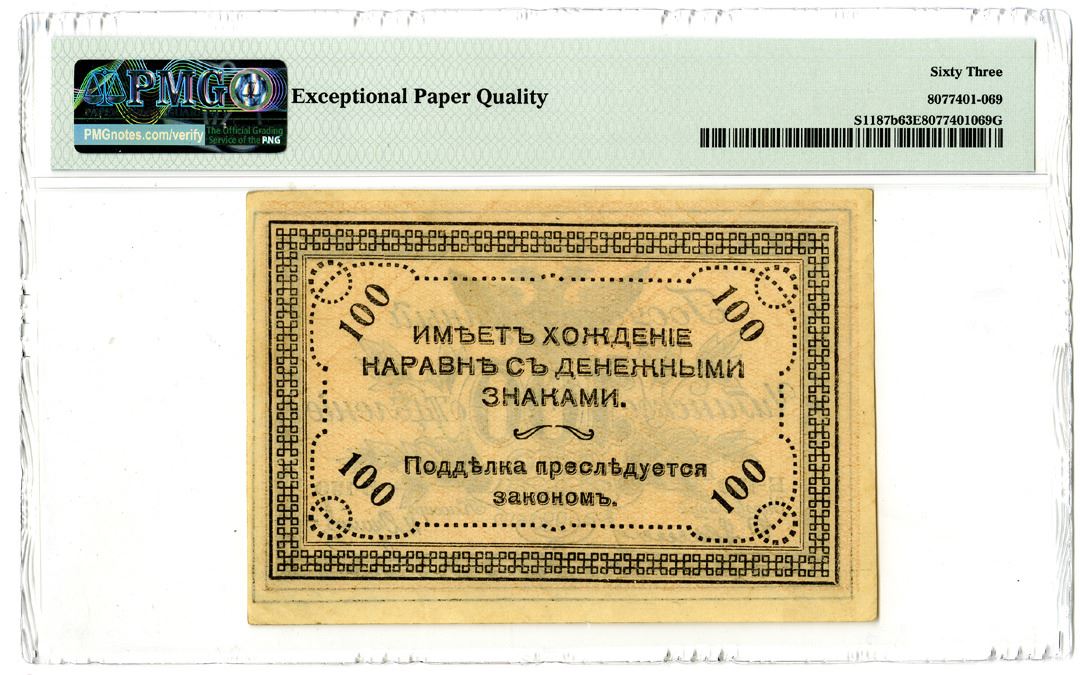 PMG
PMGnotes.com/verify
The Official Grading
Service of the PNG
Exceptional Paper Quality
Sixty Three
8077401-069
S1187b63E8077401069G
100
100
ИМѢЕТЪ ХОЖДЕНІЕ
НАРАВНѢ СЪ ДЕНЕЖНЫМИ
ЗНАКАМИ.
Поддѣлка преслѣдуется
закономъ.
100
100